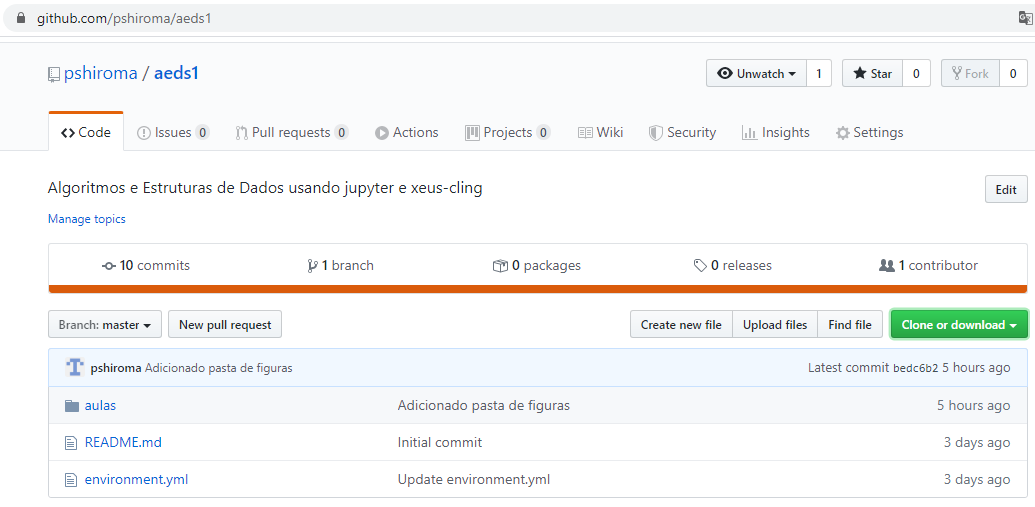 github.com/pshiroma/aeds1
pshiroma / aeds1
Unwatch 1 Star 0 Fork 0
Code Issues 0 Pull requests 0 Actions Projects 0 Wiki Security Insights Settings
Algoritmos e Estruturas de Dados usando jupyter e xeus-cling Edit
Manage topics
10 commits 1 branch 0 packages 0 releases 1 contributor
Branch: master New pull request Create new file Upload files Find file Clone or download
pshiroma Adicionado pasta de figuras Latest commit bedc6b2 5 hours ago
aulas Adicionado pasta de figuras 5 hours ago
README.md Initial commit 3 days ago
environment.yml Update environment.yml 3 days ago